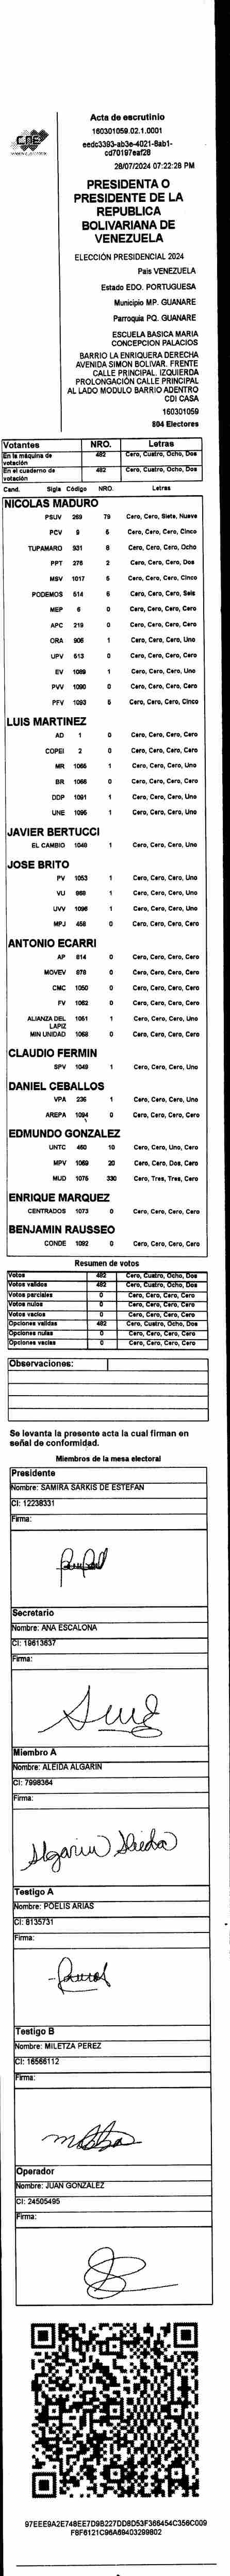 CNE
Acta de escrutinio
160301059.02.1.0001
eedc3393-ab3e-4021-8ab1-
cd70197eaf28
28/07/2024 07:22:28 PM
PRESIDENTA O
PRESIDENTE DE LA
REPUBLICA
BOLIVARIANA DE
VENEZUELA
ELECCIÓN PRESIDENCIAL 2024
Pais VENEZUELA
Estado EDO. PORTUGUESA
Municipio MP. GUANARE
Parroquia PQ. GUANARE
ESCUELA BASICA MARIA
CONCEPCION PALACIOS
BARRIO LA ENRIQUERA DERECHA
AVENIDA SIMON BOLIVAR. FRENTE
CALLE PRINCIPAL. IZQUIERDA
PROLONGACIÓN CALLE PRINCIPAL
AL LADO MODULO BARRIO ADENTRO
CDI CASA
160301059
804 Electores
Votantes NRO. Letras
En la máquina de votación 482 Cero, Cuatro, Ocho, Dos
En el cuaderno de votación 482 Cero, Cuatro, Ocho, Dos
Cand. Sigla Código NRO. Letras
NICOLAS MADURO
PSUV 269 79 Cero, Cero, Siete, Nueve
PCV 9 5 Cero, Cero, Cero, Cinco
TUPAMARO 931 8 Cero, Cero, Cero, Ocho
PPT 276 2 Cero, Cero, Cero, Dos
MSV 1017 5 Cero, Cero, Cero, Cinco
PODEMOS 514 6 Cero, Cero, Cero, Seis
MEP 6 0 Cero, Cero, Cero, Cero
APC 219 0 Cero, Cero, Cero, Cero
ORA 906 1 Cero, Cero, Cero, Uno
UPV 613 0 Cero, Cero, Cero, Cero
EV 1089 1 Cero, Cero, Cero, Uno
PVV 1090 0 Cero, Cero, Cero, Cero
PFV 1093 5 Cero, Cero, Cero, Cinco
LUIS MARTINEZ
AD 1 0 Cero, Cero, Cero, Cero
COPEI 2 0 Cero, Cero, Cero, Cero
MR 1065 1 Cero, Cero, Cero, Uno
BR 1066 0 Cero, Cero, Cero, Cero
DDP 1091 1 Cero, Cero, Cero, Uno
UNE 1095 1 Cero, Cero, Cero, Uno
JAVIER BERTUCCI
EL CAMBIO 1049 1 Cero, Cero, Cero, Uno
JOSE BRITO
PV 1053 1 Cero, Cero, Cero, Uno
VU 868 1 Cero, Cero, Cero, Uno
UVV 1096 1 Cero, Cero, Cero, Uno
MPJ 458 0 Cero, Cero, Cero, Cero
ANTONIO ECARRI
AP 814 0 Cero, Cero, Cero, Cero
MOVEV 978 0 Cero, Cero, Cero, Cero
CMC 1050 0 Cero, Cero, Cero, Cero
FV 1062 0 Cero, Cero, Cero, Cero
ALIANZA DEL LAPIZ 1051 1 Cero, Cero, Cero, Uno
MIN UNIDAD 1068 0 Cero, Cero, Cero, Cero
CLAUDIO FERMIN
SPV 1048 1 Cero, Cero, Cero, Uno
DANIEL CEBALLOS
VPA 236 1 Cero, Cero, Cero, Uno
AREPA 1094 0 Cero, Cero, Cero, Cero
EDMUNDO GONZALEZ
UNTC 460 10 Cero, Cero, Uno, Cero
MPV 1069 20 Cero, Cero, Dos, Cero
MUD 1075 330 Cero, Tres, Tres, Cero
ENRIQUE MARQUEZ
CENTRADOS 1073 0 Cero, Cero, Cero, Cero
BENJAMIN RAUSSEO
CONDE 1092 0 Cero, Cero, Cero, Cero
Resumen de votos
Votos 482 Cero, Cuatro, Ocho, Dos
Votos validos 482 Cero, Cuatro, Ocho, Dos
Votos parciales 0 Cero, Cero, Cero, Cero
Votos nulos 0 Cero, Cero, Cero, Cero
Votos vacios 0 Cero, Cero, Cero, Cero
Opciones validas 482 Cero, Cuatro, Ocho, Dos
Opciones nulas 0 Cero, Cero, Cero, Cero
Opciones vacias 0 Cero, Cero, Cero, Cero
Observaciones:
Se levanta la presente acta la cual firman en
señal de conformidad.
Miembros de la mesa electoral
Presidente
Nombre: SAMIRA SARKIS DE ESTEFAN
CI: 12238331
Firma:
Secretario
Nombre: ANA ESCALONA
CI: 19613637
Firma:
Miembro A
Nombre: ALEIDA ALGARIN
CI: 7998364
Firma:
Algarin Aleida
Testigo A
Nombre: POELIS ARIAS
CI: 8135731
Firma:
Testigo B
Nombre: MILETZA PEREZ
CI: 16566112
Firma:
Operador
Nombre: JUAN GONZALEZ
CI: 24505495
Firma:
97EEE9A2E748EE7D9B227DD8D53F366454C356C009
F9F6121C96A69403299802